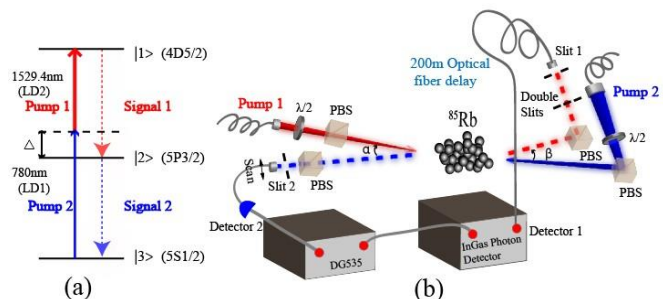 |1> (4D5/2)
1529.4nm
(LD2)
Pump 1
Signal 1
△
|2> (5P3/2)
780nm
(LD1)
Pump 2
Signal 2
|3> (5S1/2)
(a)
200m Optical
fiber delay
Slit 1
Double
Slits
Pump 2
λ/2
PBS
PBS
Pump 1
λ/2
PBS
α
85Rb
β
Scan
Slit 2
PBS
Detector 2
DG535
InGas Photon
Detector
Detector 1
(b)